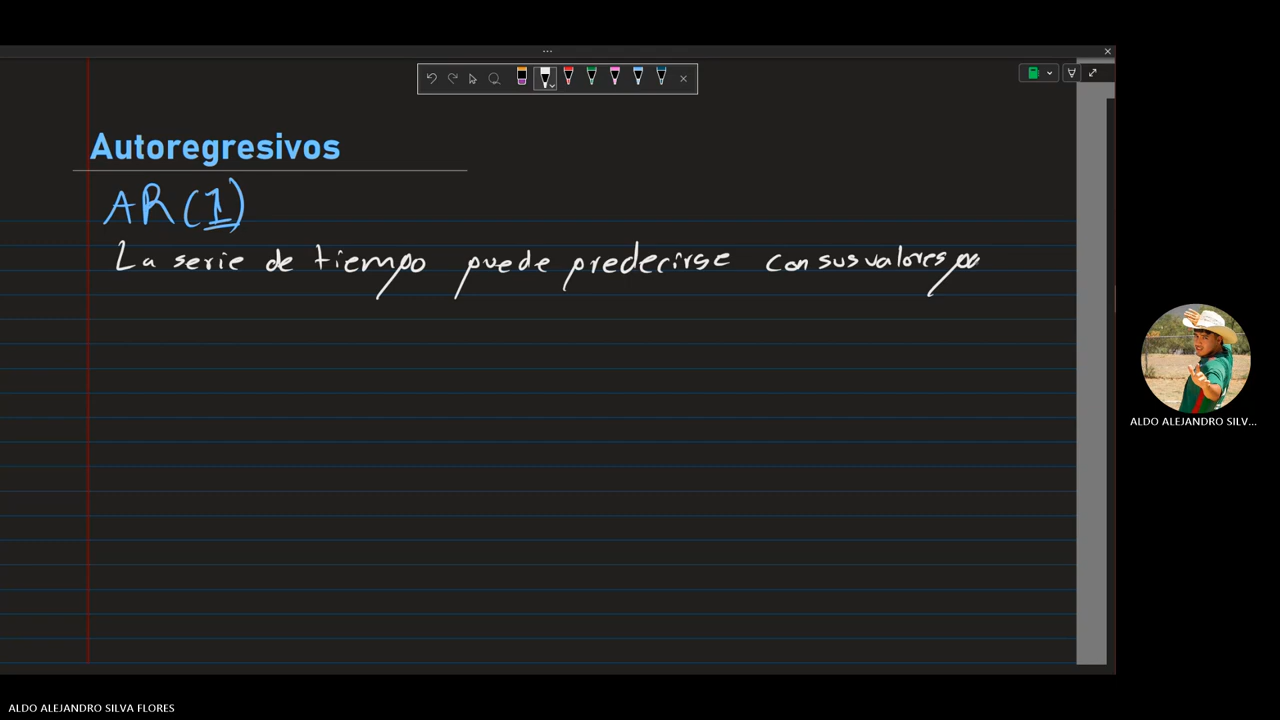 Autoregresivos
AR(1)
La serie de tiempo puede predecirse con sus valores pa
ALDO ALEJANDRO SILV...
ALDO ALEJANDRO SILVA FLORES